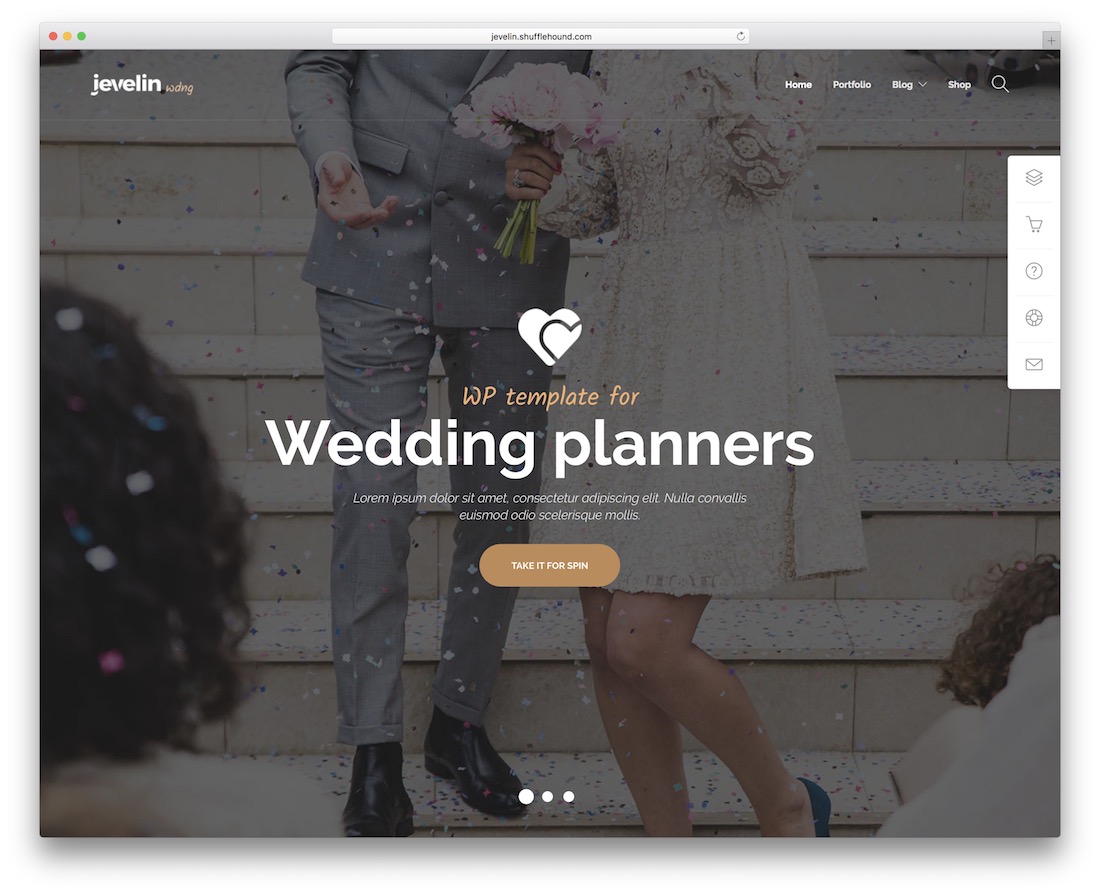 jevelin.shufflehound.com
jevelin wdng
Home Portfolio Blog Shop
WP template for
Wedding planners
Lorem ipsum dolor sit amet, consectetur adipiscing elit. Nulla convallis
euismod odio scelerisque mollis.
TAKE IT FOR SPIN